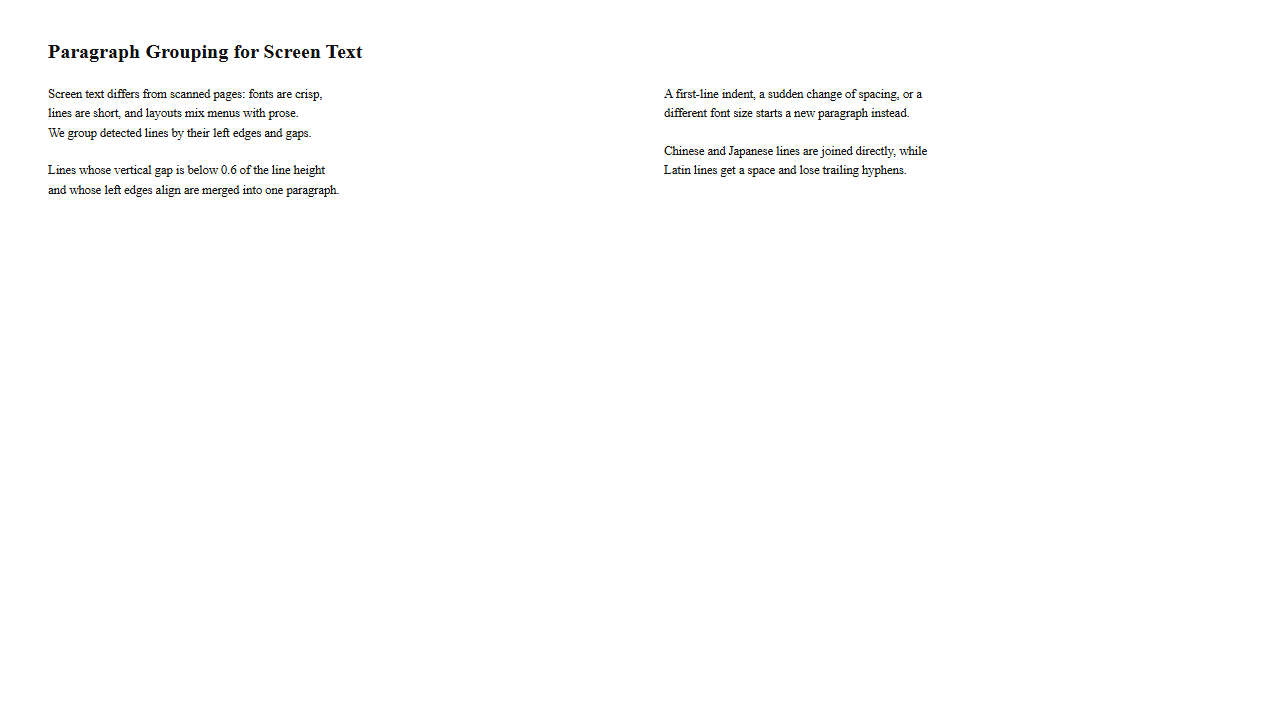 Paragraph Grouping for Screen Text
Screen text differs from scanned pages: fonts are crisp,
lines are short, and layouts mix menus with prose.
We group detected lines by their left edges and gaps.
Lines whose vertical gap is below 0.6 of the line height
and whose left edges align are merged into one paragraph.
A first-line indent, a sudden change of spacing, or a
different font size starts a new paragraph instead.
Chinese and Japanese lines are joined directly, while
Latin lines get a space and lose trailing hyphens.